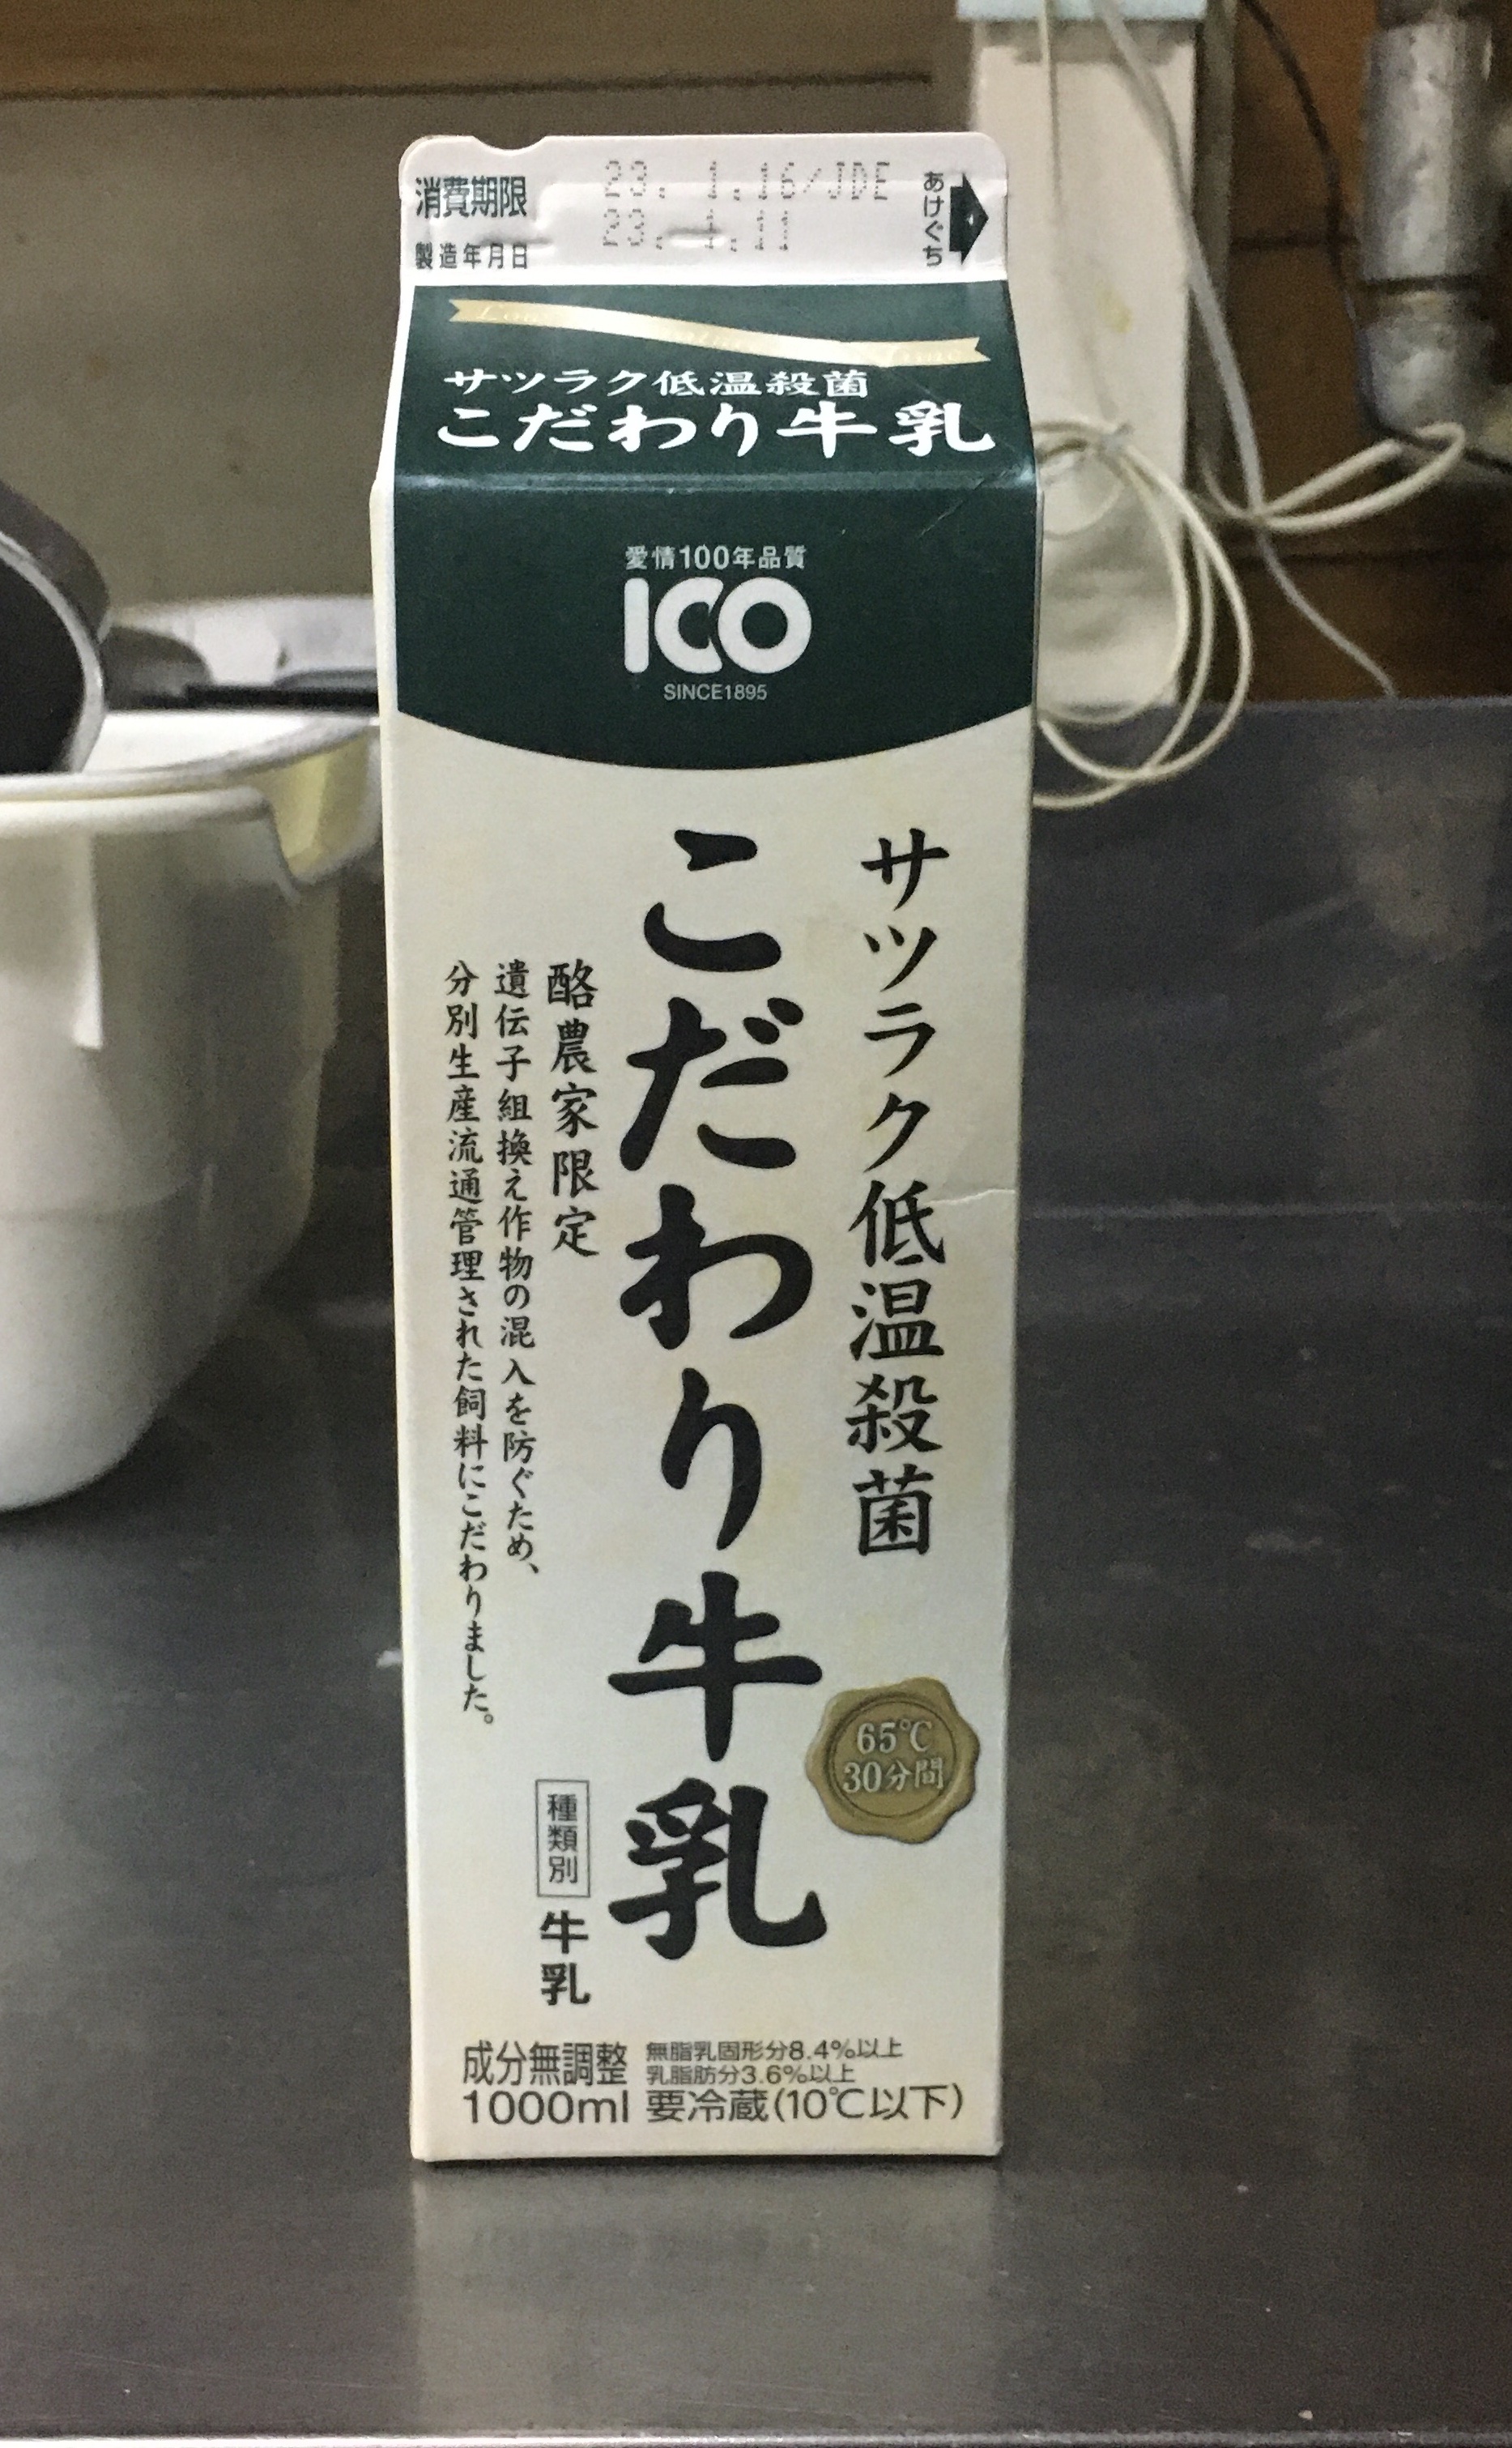 消費期限 23. 1.16/JDE
製造年月日 23. 1.11
あけぐち
サツラク低温殺菌
こだわり牛乳
愛情100年品質
ICO
SINCE1895
サツラク低温殺菌
こだわり牛乳
酪農家限定
遺伝子組換え作物の混入を防ぐため、
分別生産流通管理された飼料にこだわりました。
65℃
30分間
種類別
牛乳
成分無調整
無脂乳固形分8.4%以上
乳脂肪分3.6%以上
1000ml 要冷蔵(10℃以下)